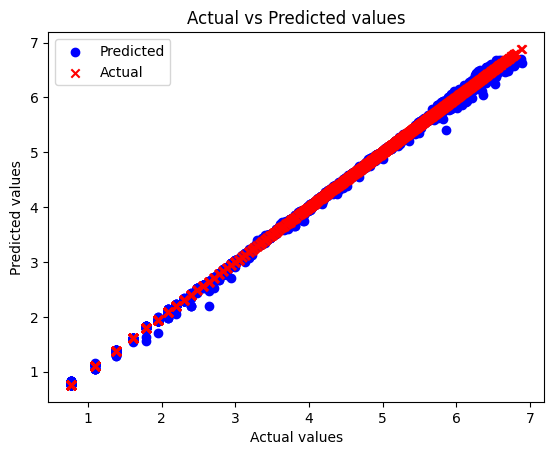 Actual vs Predicted values
Predicted
Actual
7
6
5
4
3
2
1
Predicted values
1 2 3 4 5 6 7
Actual values